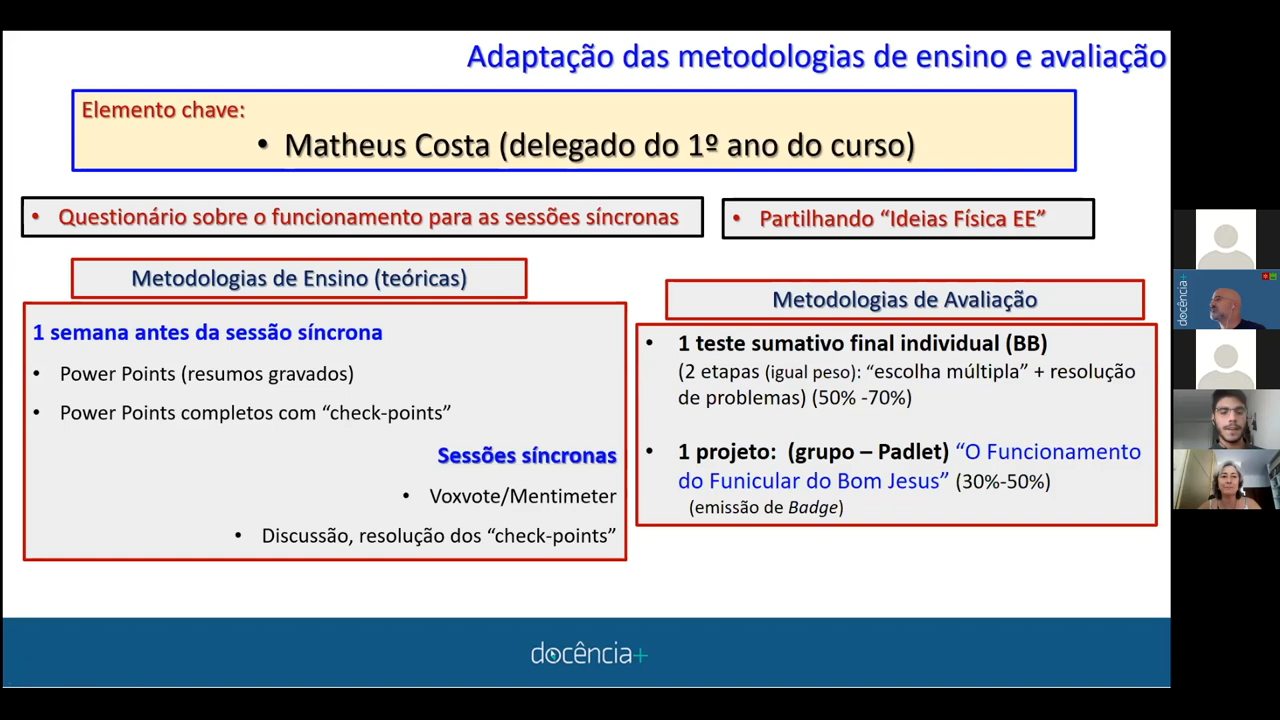 Adaptação das metodologias de ensino e avaliação
Elemento chave:
• Matheus Costa (delegado do 1º ano do curso)
• Questionário sobre o funcionamento para as sessões síncronas
• Partilhando “Ideias Física EE”
Metodologias de Ensino (teóricas)
1 semana antes da sessão síncrona
• Power Points (resumos gravados)
• Power Points completos com “check-points”
Sessões síncronas
• Voxvote/Mentimeter
• Discussão, resolução dos “check-points”
Metodologias de Avaliação
• 1 teste sumativo final individual (BB)
(2 etapas (igual peso): “escolha múltipla” + resolução
de problemas) (50% -70%)
• 1 projeto: (grupo – Padlet) “O Funcionamento
do Funicular do Bom Jesus” (30%-50%)
(emissão de Badge)
docência+
docência+